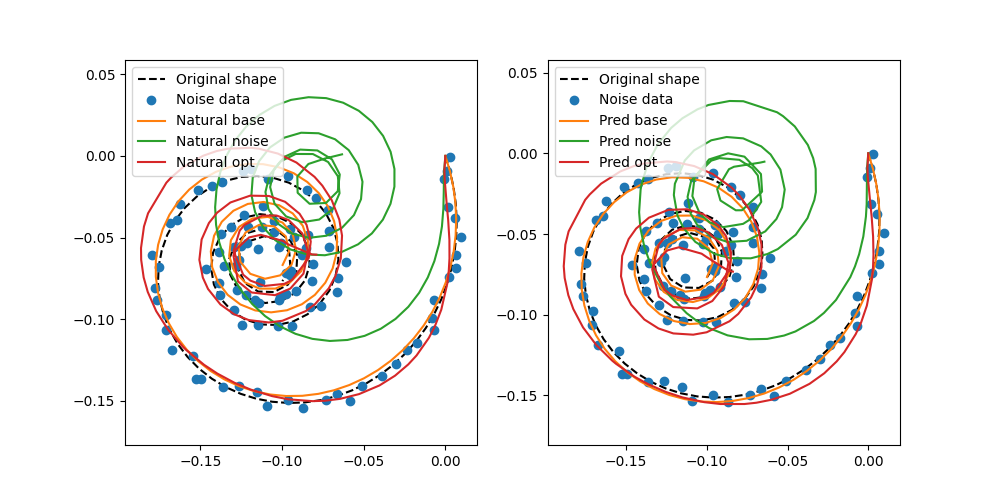 Original shape
Noise data
Natural base
Natural noise
Natural opt
0.05
0.00
−0.05
−0.10
−0.15
−0.15 −0.10 −0.05 0.00
Original shape
Noise data
Pred base
Pred noise
Pred opt
0.05
0.00
−0.05
−0.10
−0.15
−0.15 −0.10 −0.05 0.00